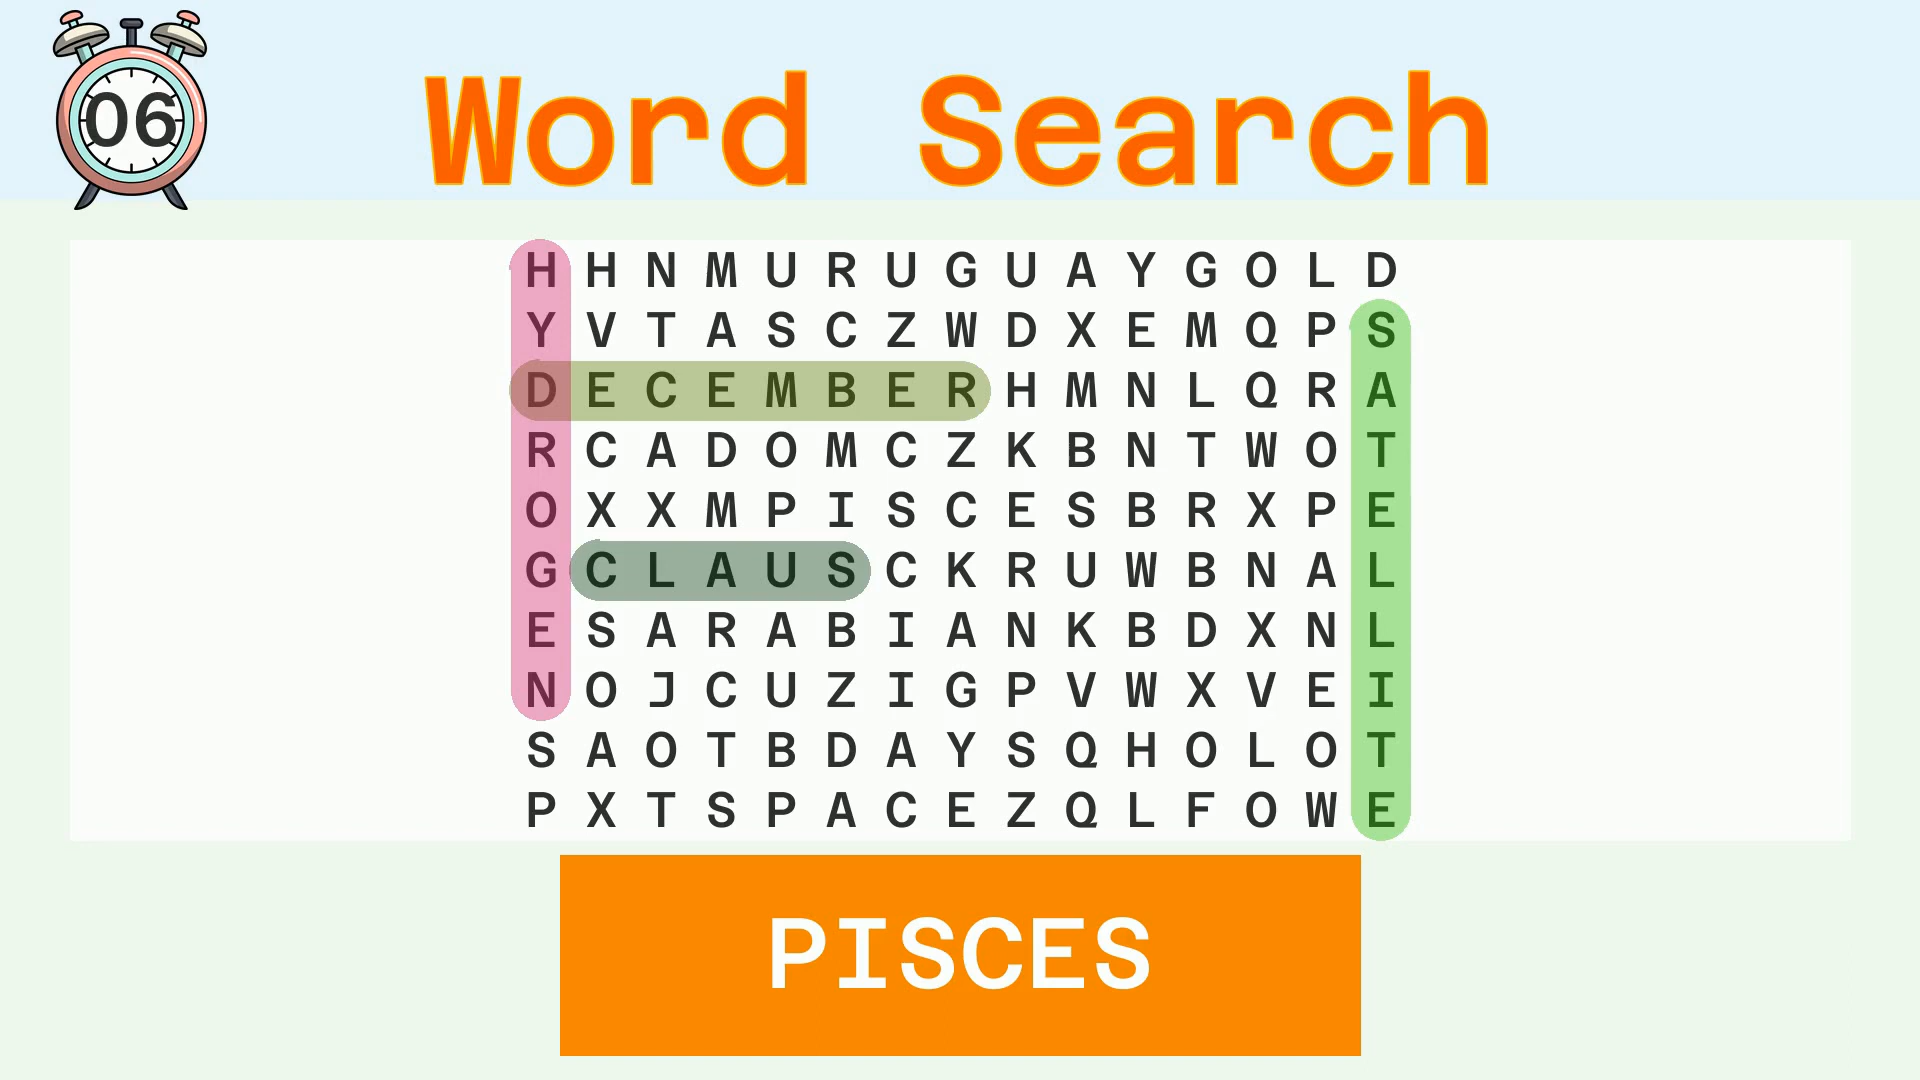 06
Word Search
H H N M U R U G U A Y G O L D
Y V T A S C Z W D X E M Q P S
D E C E M B E R H M N L Q R A
R C A D O M C Z K B N T W O T
O X X M P I S C E S B R X P E
G C L A U S C K R U W B N A L
E S A R A B I A N K B D X N L
N O J C U Z I G P V W X V E I
S A O T B D A Y S Q H O L O T
P X T S P A C E Z Q L F O W E
PISCES